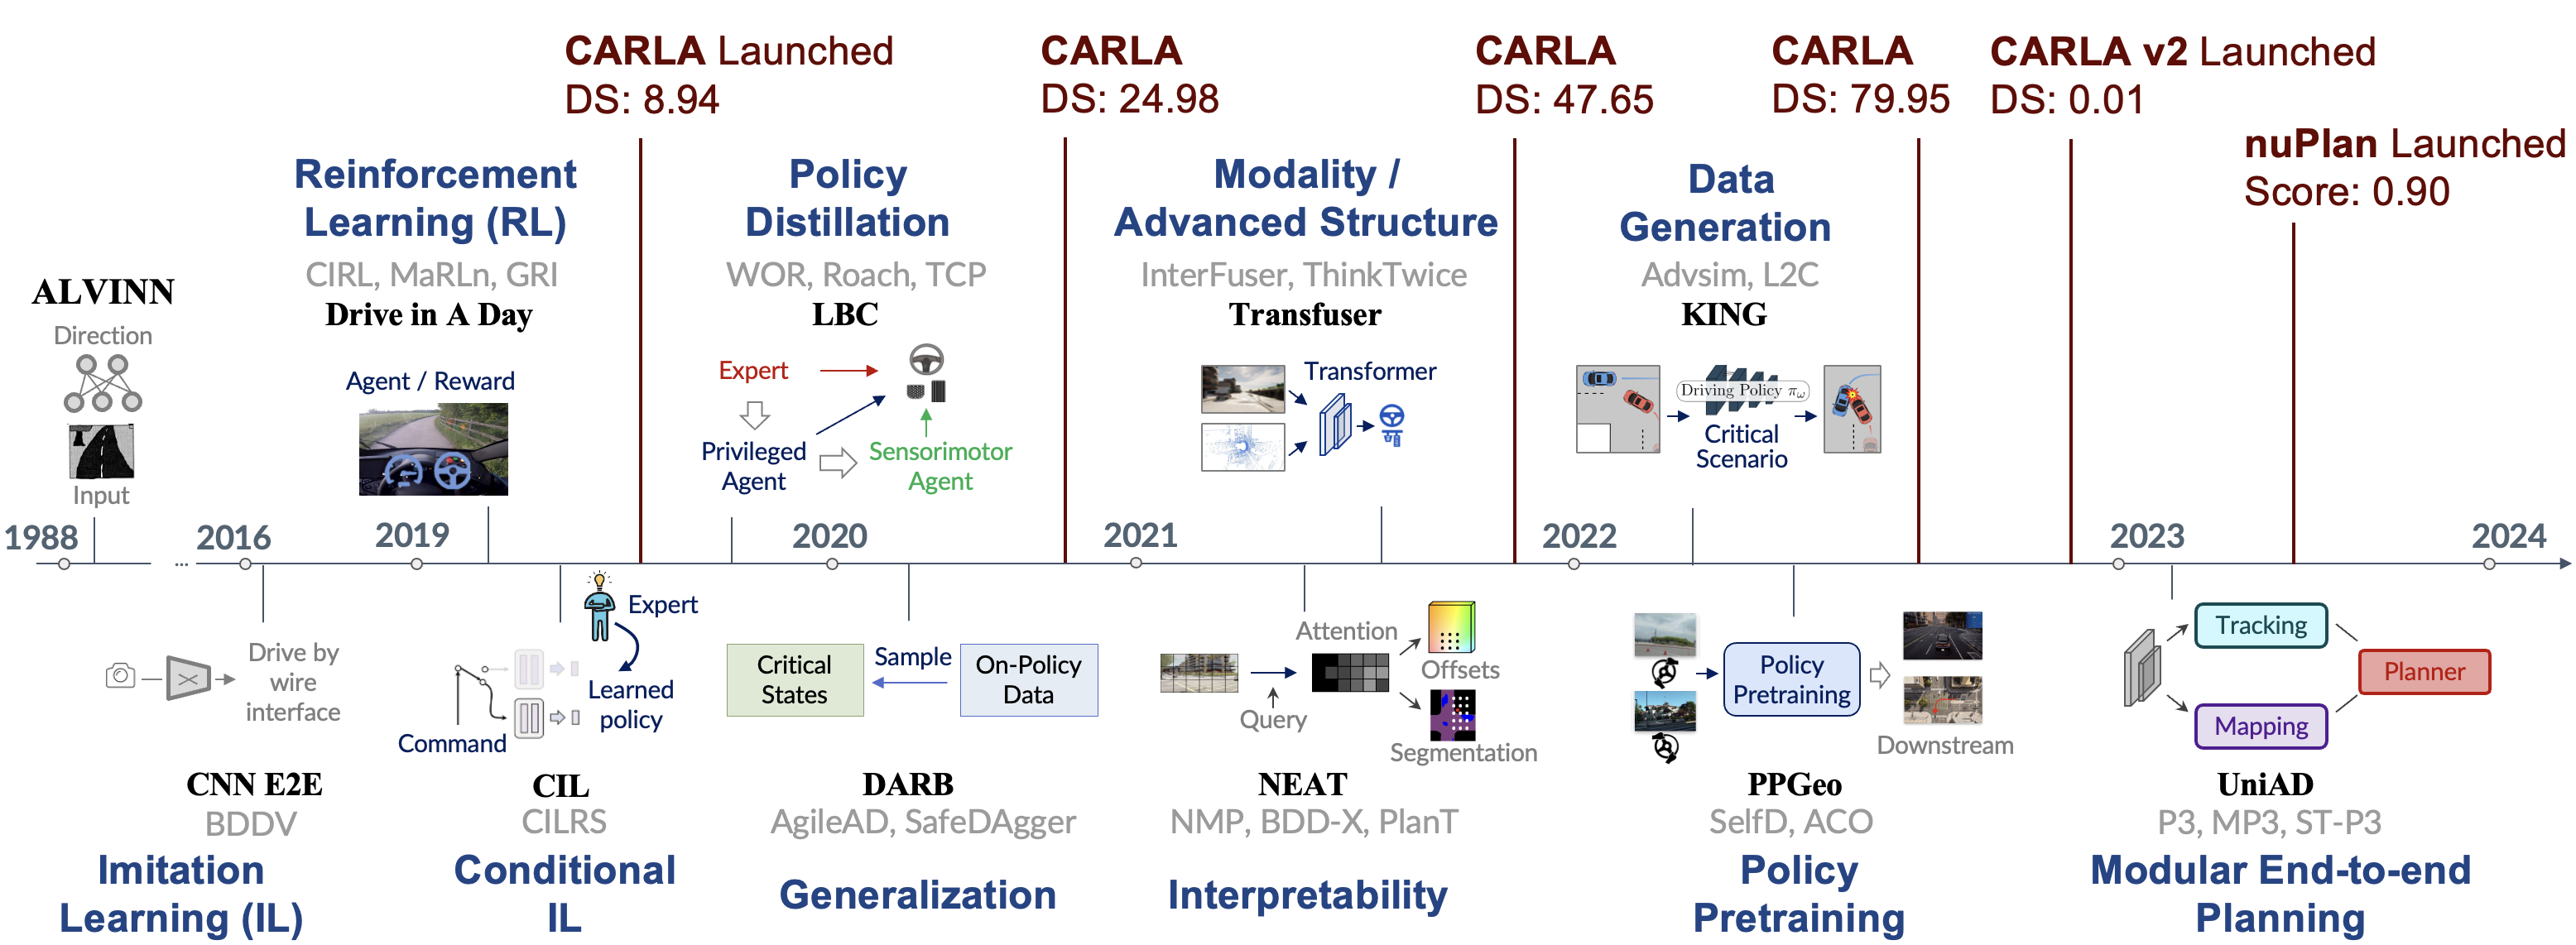 CARLA Launched
DS: 8.94
CARLA
DS: 24.98
CARLA
DS: 47.65
CARLA
DS: 79.95
CARLA v2 Launched
DS: 0.01
nuPlan Launched
Score: 0.90
ALVINN
Direction
Input
Reinforcement
Learning (RL)
CIRL, MaRLn, GRI
Drive in A Day
Agent / Reward
Policy
Distillation
WOR, Roach, TCP
LBC
Expert
Privileged
Agent
Sensorimotor
Agent
Modality /
Advanced Structure
InterFuser, ThinkTwice
Transfuser
Transformer
Data
Generation
Advsim, L2C
KING
Driving Policy πω
Critical
Scenario
1988
...
2016
2019
2020
2021
2022
2023
2024
Drive by
wire
interface
CNN E2E
BDDV
Imitation
Learning (IL)
Expert
Learned
policy
Command
CIL
CILRS
Conditional
IL
Critical
States
Sample
On-Policy
Data
DARB
AgileAD, SafeDAgger
Generalization
Attention
Query
Offsets
Segmentation
NEAT
NMP, BDD-X, PlanT
Interpretability
Policy
Pretraining
Downstream
PPGeo
SelfD, ACO
Policy
Pretraining
Tracking
Mapping
Planner
UniAD
P3, MP3, ST-P3
Modular End-to-end
Planning